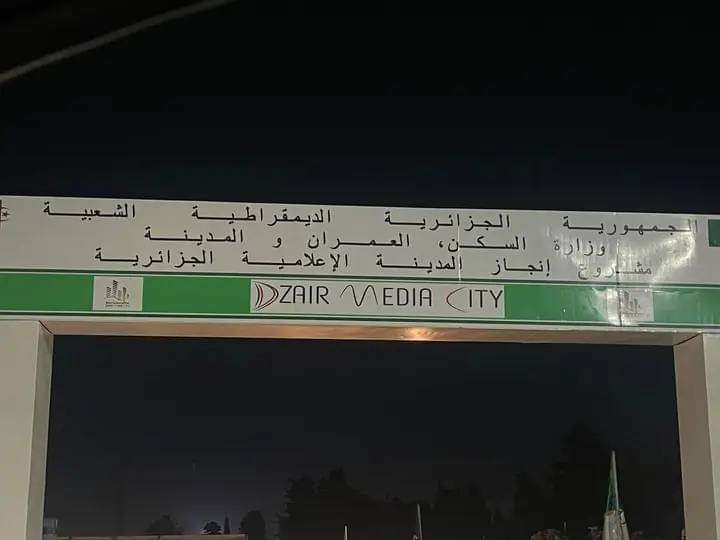 الجمهورية الجزائرية الديمقراطية الشعبية
وزارة السكن، العمران و المدينة
مشروع إنجاز المدينة الإعلامية الجزائرية
DZAIR MEDIA CITY